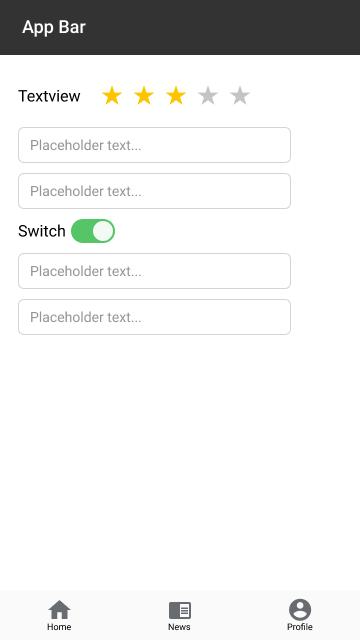 App Bar
Textview
Placeholder text...
Placeholder text...
Switch
Placeholder text...
Placeholder text...
Home News Profile